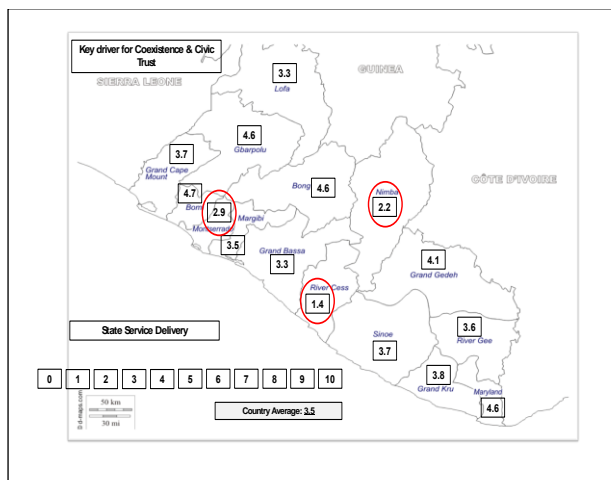 Key driver for Coexistence & Civic
Trust
SIERRA LEONE
GUINEA
3.3
Lofa
4.6
Gbarpolu
3.7
Grand Cape
Mount
CÔTE D'IVOIRE
Bong
4.6
Nimba
2.2
4.7
Bomi
2.9
Margibi
Montserrado
3.5
Grand Bassa
3.3
4.1
Grand Gedeh
River Cess
1.4
State Service Delivery
Sinoe
3.7
3.6
River Gee
3.8
Grand Kru
Maryland
4.6
0 1 2 3 4 5 6 7 8 9 10
50 km
30 mi
Country Average: 3.5
© d-maps.com